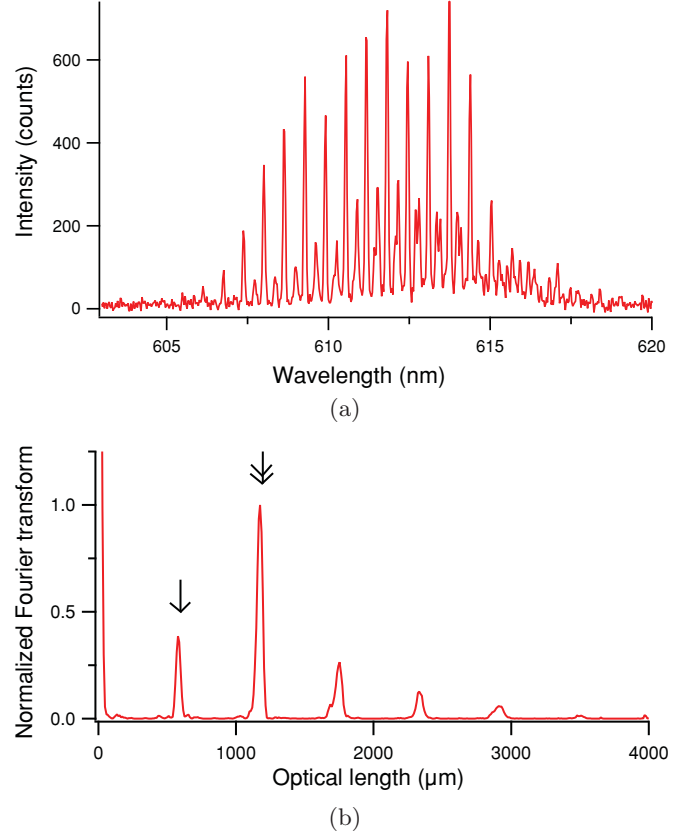 600
400
200
0
Intensity (counts)
605
610
615
620
Wavelength (nm)
(a)
1.0
0.5
0.0
Normalized Fourier transform
0
1000
2000
3000
4000
Optical length (µm)
(b)